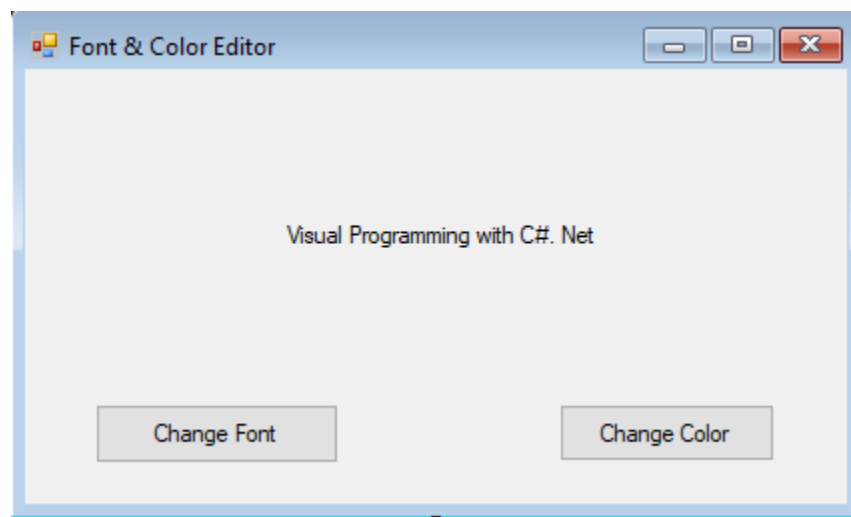 Font & Color Editor
Visual Programming with C#. Net
Change Font
Change Color